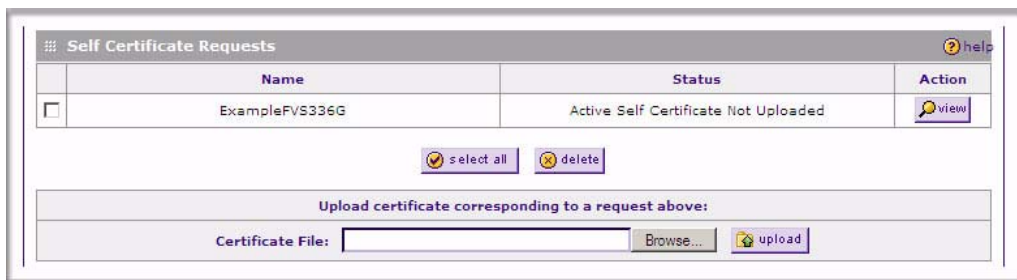 Self Certificate Requests
help
Name Status Action
ExampleFVS336G Active Self Certificate Not Uploaded view
select all delete
Upload certificate corresponding to a request above:
Certificate File: Browse... upload